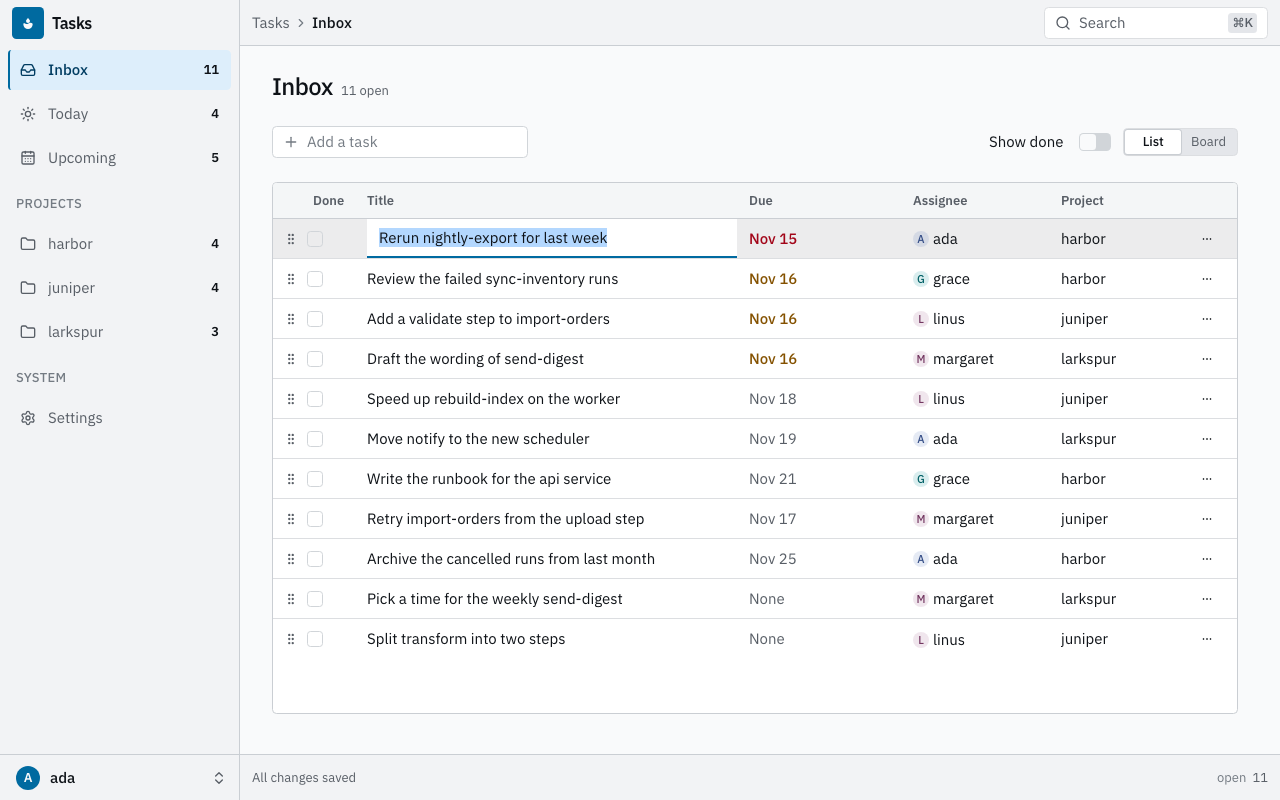 Tasks
Tasks > Inbox
Search ⌘K
Inbox 11
Today 4
Upcoming 5
PROJECTS
harbor 4
juniper 4
larkspur 3
SYSTEM
Settings
A ada
Inbox 11 open
Add a task
Show done List Board
Done Title Due Assignee Project
Rerun nightly-export for last week Nov 15 A ada harbor
Review the failed sync-inventory runs Nov 16 G grace harbor
Add a validate step to import-orders Nov 16 L linus juniper
Draft the wording of send-digest Nov 16 M margaret larkspur
Speed up rebuild-index on the worker Nov 18 L linus juniper
Move notify to the new scheduler Nov 19 A ada larkspur
Write the runbook for the api service Nov 21 G grace harbor
Retry import-orders from the upload step Nov 17 M margaret juniper
Archive the cancelled runs from last month Nov 25 A ada harbor
Pick a time for the weekly send-digest None M margaret larkspur
Split transform into two steps None L linus juniper
All changes saved
open 11